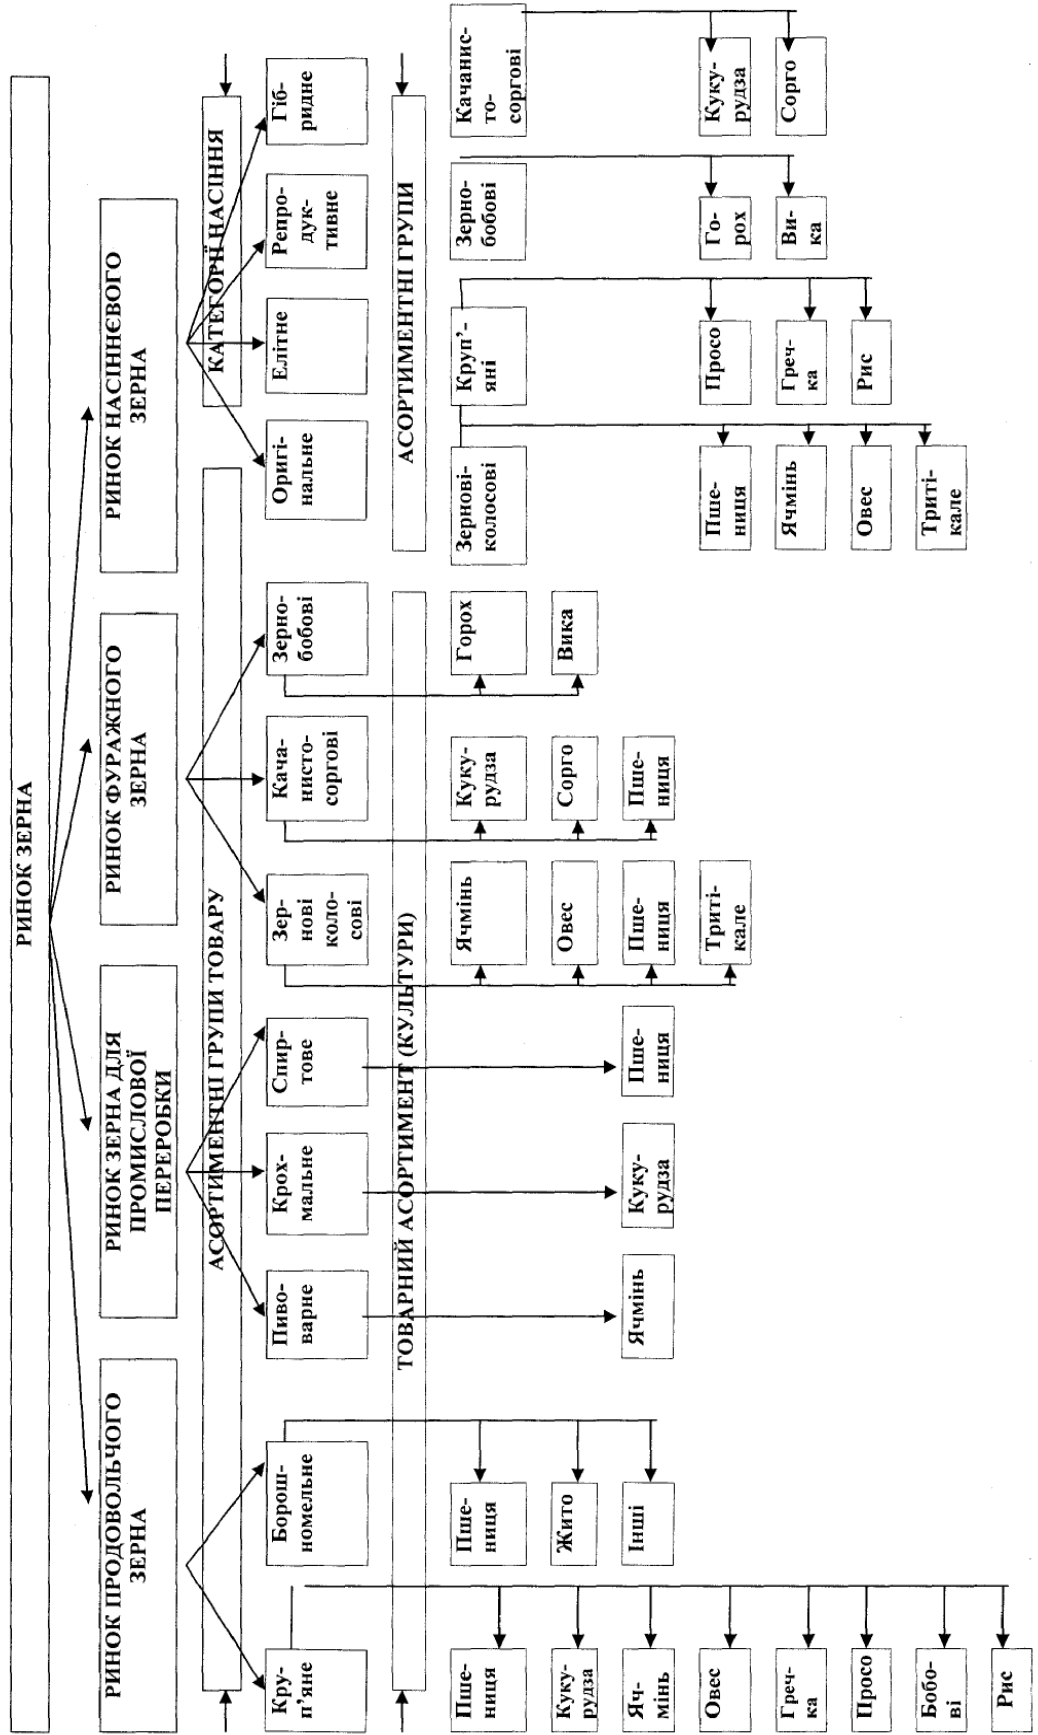 РИНОК ЗЕРНА
РИНОК ПРОДОВОЛЬЧОГО
ЗЕРНА
РИНОК ЗЕРНА ДЛЯ
ПРОМИСЛОВОЇ
ПЕРЕРОБКИ
РИНОК ФУРАЖНОГО
ЗЕРНА
РИНОК НАСІННЄВОГО
ЗЕРНА
АСОРТИМЕНТНІ ГРУПИ ТОВАРУ
КАТЕГОРІЇ НАСІННЯ
Кру-
п'яне
Борош-
номельне
Пиво-
варне
Крох-
мальне
Спир-
тове
Зер-
нові
коло-
сові
Кача-
нисто-
соргові
Зерно-
бобові
Оригі-
нальне
Елітне
Репро-
дук-
тивне
Гіб-
ридне
ТОВАРНИЙ АСОРТИМЕНТ (КУЛЬТУРИ)
АСОРТИМЕНТНІ ГРУПИ
Пше-
ниця
Куку-
рудза
Яч-
мінь
Овес
Греч-
ка
Просо
Бобо-
ві
Рис
Пше-
ниця
Жито
Інші
Ячмінь
Куку-
рудза
Пше-
ниця
Ячмінь
Овес
Пше-
ниця
Триті-
кале
Куку-
рудза
Сорго
Пше-
ниця
Горох
Вика
Зернові-
колосові
Пше-
ниця
Ячмінь
Овес
Триті-
кале
Круп'-
яні
Просо
Греч-
ка
Рис
Зерно-
бобові
Го-
рох
Ви-
ка
Качанис-
то-
соргові
Куку-
рудза
Сорго